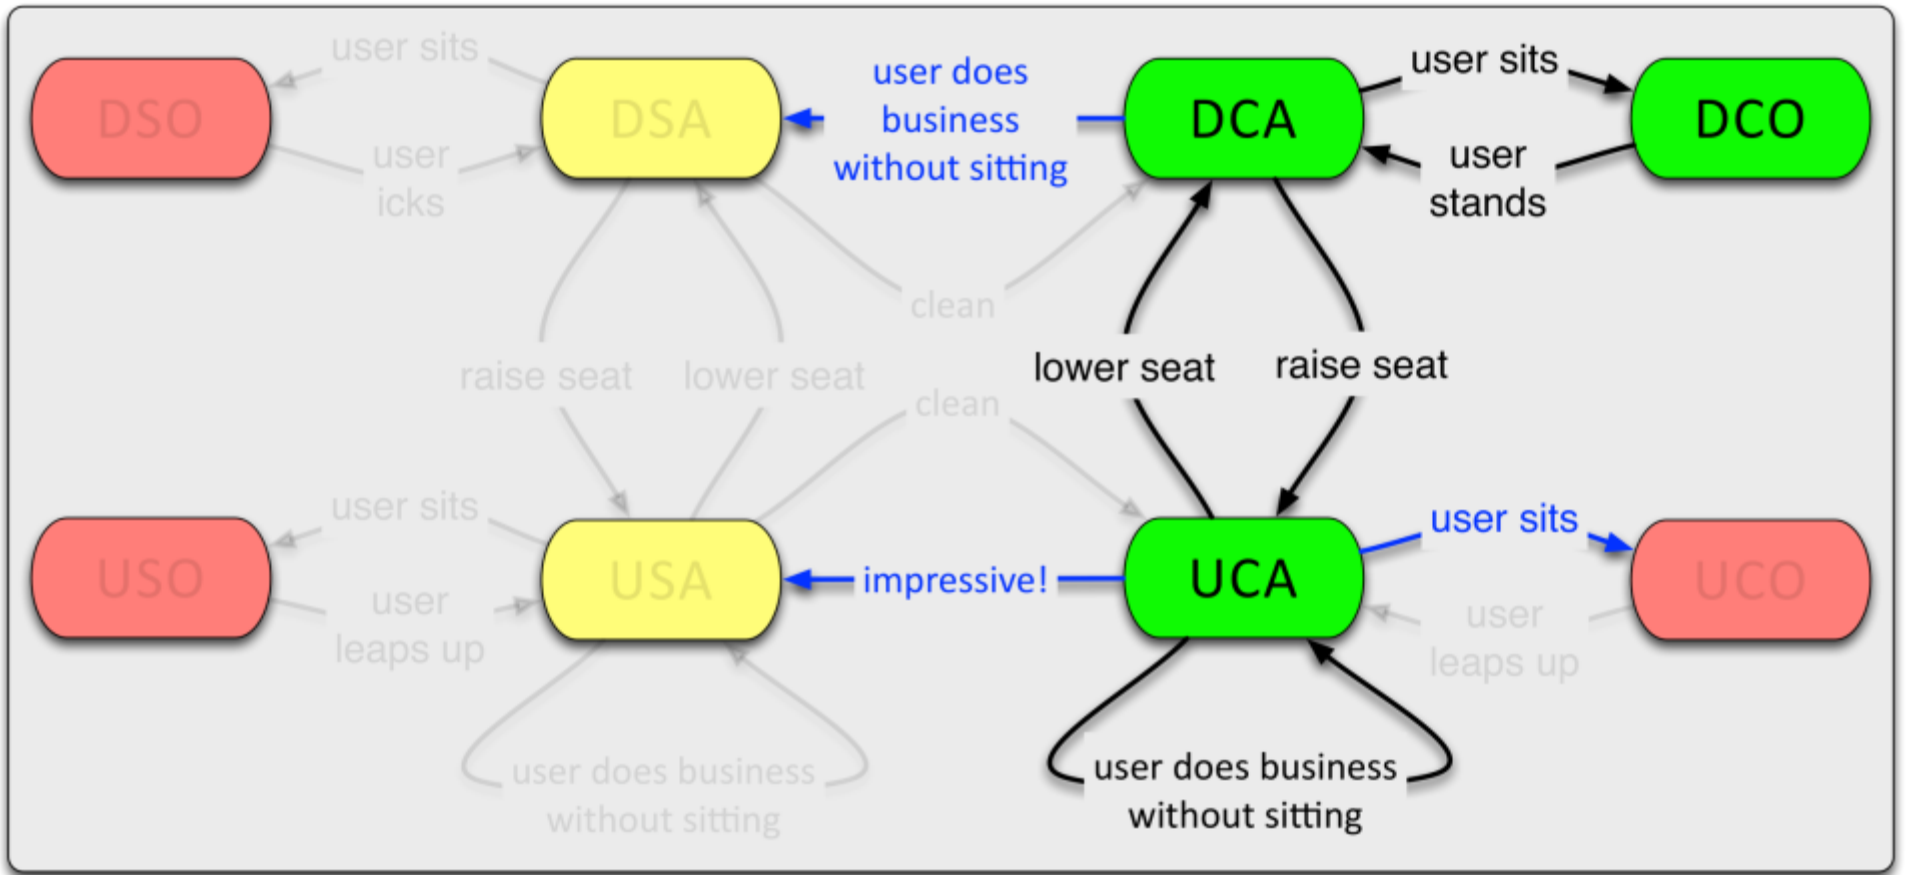 user sits
DSO
DSA
user
icks
user does
business
without sitting
DCA
user sits
DCO
user
stands
clean
raise seat
lower seat
clean
lower seat
raise seat
user sits
USO
USA
user
leaps up
impressive!
UCA
user sits
UCO
user
leaps up
user does business
without sitting
user does business
without sitting